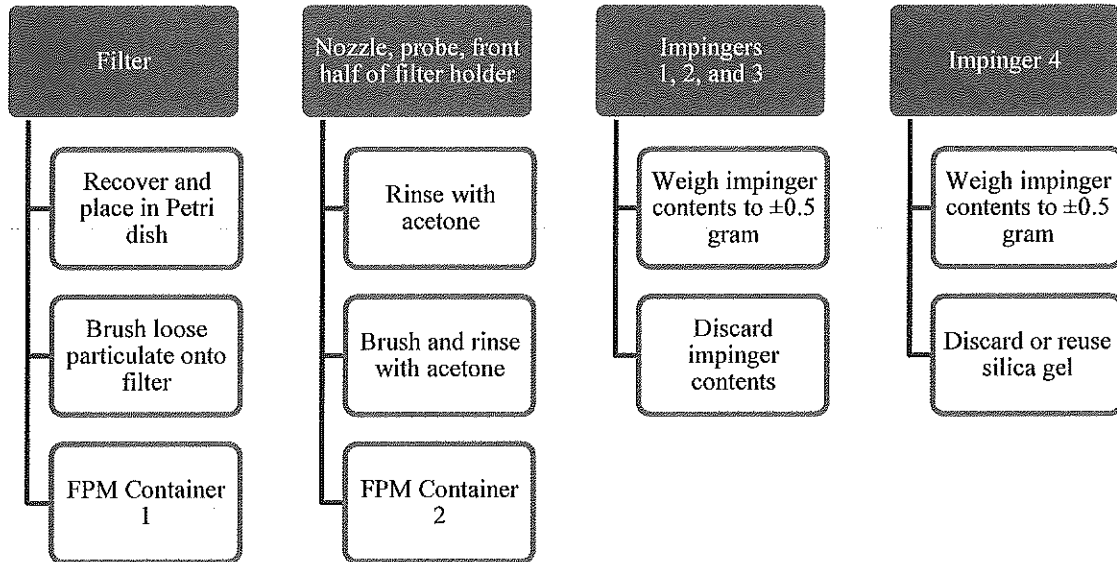 Filter
Recover and
place in Petri
dish
Brush loose
particulate onto
filter
FPM Container
1
Nozzle, probe, front
half of filter holder
Rinse with
acetone
Brush and rinse
with acetone
FPM Container
2
Impingers
1, 2, and 3
Weigh impinger
contents to ±0.5
gram
Discard
impinger
contents
Impinger 4
Weigh impinger
contents to ±0.5
gram
Discard or reuse
silica gel